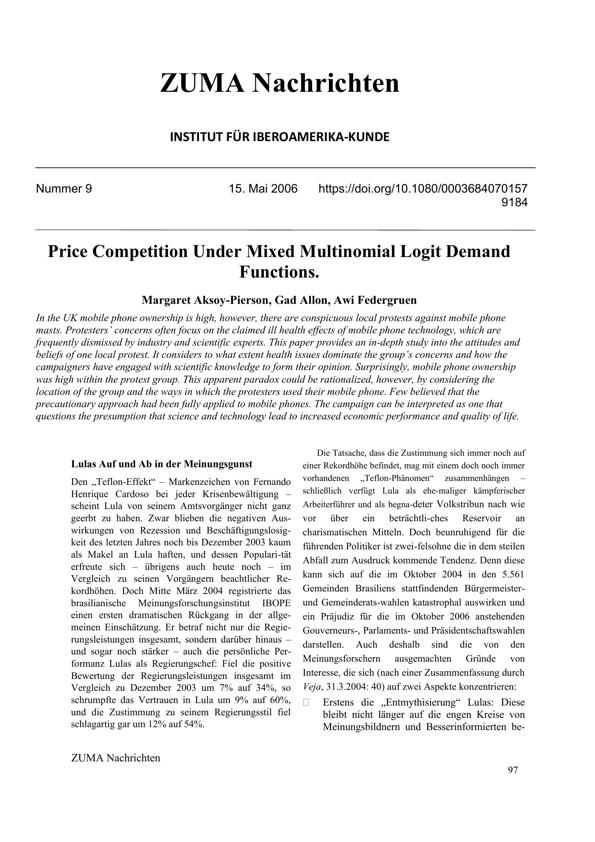 ZUMA Nachrichten
INSTITUT FÜR IBEROAMERIKA-KUNDE
Nummer 9 15. Mai 2006 https://doi.org/10.1080/0003684070157
9184
Price Competition Under Mixed Multinomial Logit Demand
Functions.
Margaret Aksoy-Pierson, Gad Allon, Awi Federgruen
In the UK mobile phone ownership is high, however, there are conspicuous local protests against mobile phone
masts. Protesters' concerns often focus on the claimed ill health effects of mobile phone technology, which are
frequently dismissed by industry and scientific experts. This paper provides an in-depth study into the attitudes and
beliefs of one local protest. It considers to what extent health issues dominate the group's concerns and how the
campaigners have engaged with scientific knowledge to form their opinion. Surprisingly, mobile phone ownership
was high within the protest group. This apparent paradox could be rationalized, however, by considering the
location of the group and the ways in which the protesters used their mobile phone. Few believed that the
precautionary approach had been fully applied to mobile phones. The campaign can be interpreted as one that
questions the presumption that science and technology lead to increased economic performance and quality of life.
Lulas Auf und Ab in der Meinungsgunst
Den „Teflon-Effekt“ – Markenzeichen von Fernando
Henrique Cardoso bei jeder Krisenbewältigung –
scheint Lula von seinem Amtsvorgänger nicht ganz
geerbt zu haben. Zwar blieben die negativen Aus-
wirkungen von Rezession und Beschäftigungslosig-
keit des letzten Jahres noch bis Dezember 2003 kaum
als Makel an Lula haften, und dessen Populari-tät
erfreute sich – übrigens auch heute noch – im
Vergleich zu seinen Vorgängern beachtlicher Re-
kordhöhen. Doch Mitte März 2004 registrierte das
brasilianische Meinungsforschungsinstitut IBOPE
einen ersten dramatischen Rückgang in der allge-
meinen Einschätzung. Er betraf nicht nur die Regie-
rungsleistungen insgesamt, sondern darüber hinaus –
und sogar noch stärker – auch die persönliche Per-
formanz Lulas als Regierungschef: Fiel die positive
Bewertung der Regierungsleistungen insgesamt im
Vergleich zu Dezember 2003 um 7% auf 34%, so
schrumpfte das Vertrauen in Lula um 9% auf 60%,
und die Zustimmung zu seinem Regierungsstil fiel
schlagartig gar um 12% auf 54%.
Die Tatsache, dass die Zustimmung sich immer noch auf
einer Rekordhöhe befindet, mag mit einem doch noch immer
vorhandenen „Teflon-Phänomen“ zusammenhängen –
schließlich verfügt Lula als ehe-maliger kämpferischer
Arbeiterführer und als begna-deter Volkstribun nach wie
vor über ein beträchtli-ches Reservoir an
charismatischen Mitteln. Doch beunruhigend für die
führenden Politiker ist zwei-felsohne die in dem steilen
Abfall zum Ausdruck kommende Tendenz. Denn diese
kann sich auf die im Oktober 2004 in den 5.561
Gemeinden Brasiliens stattfindenden Bürgermeister-
und Gemeinderats-wahlen katastrophal auswirken und
ein Präjudiz für die im Oktober 2006 anstehenden
Gouverneurs-, Parlaments- und Präsidentschaftswahlen
darstellen. Auch deshalb sind die von den
Meinungsforschern ausgemachten Gründe von
Interesse, die sich (nach einer Zusammenfassung durch
Veja, 31.3.2004: 40) auf zwei Aspekte konzentrieren:
Erstens die „Entmythisierung“ Lulas: Diese
bleibt nicht länger auf die engen Kreise von
Meinungsbildnern und Besserinformierten be-
ZUMA Nachrichten
97